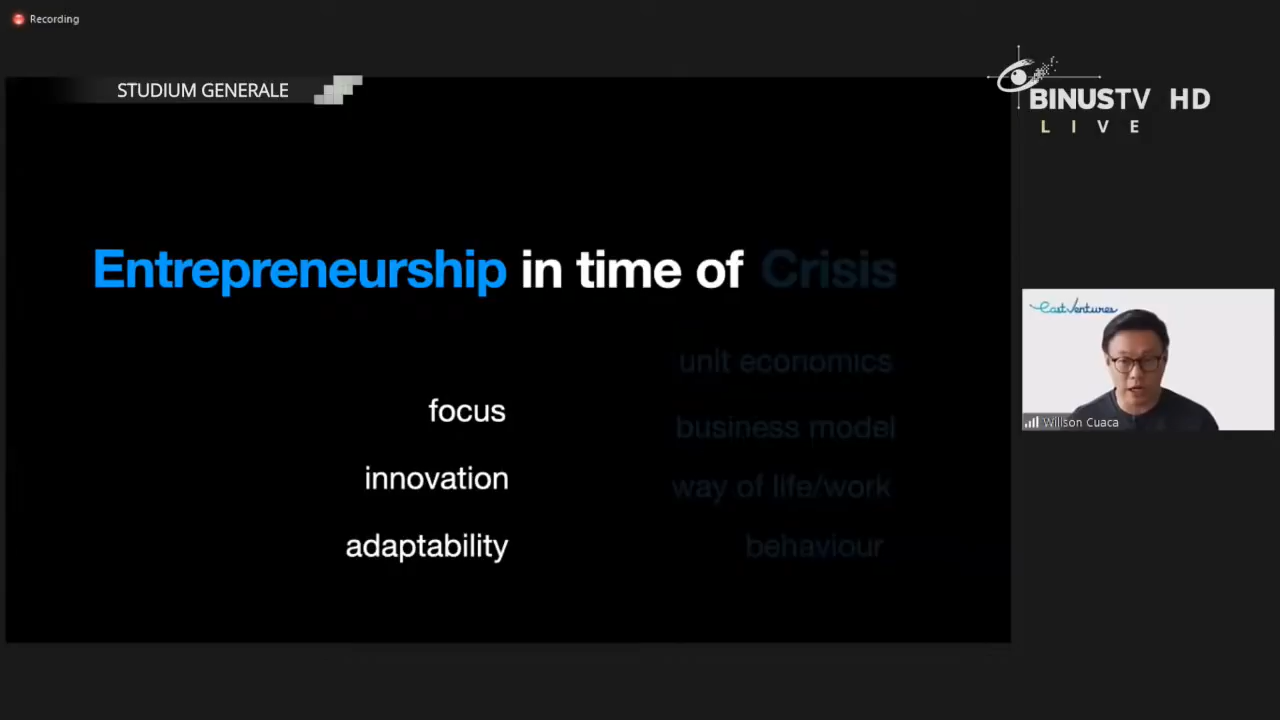 Recording
STUDIUM GENERALE
BINUSTV HD
LIVE
Entrepreneurship in time of Crisis
unit economics
focus
business model
innovation
way of life/work
adaptability
behaviour
EastVentures
Willson Cuaca